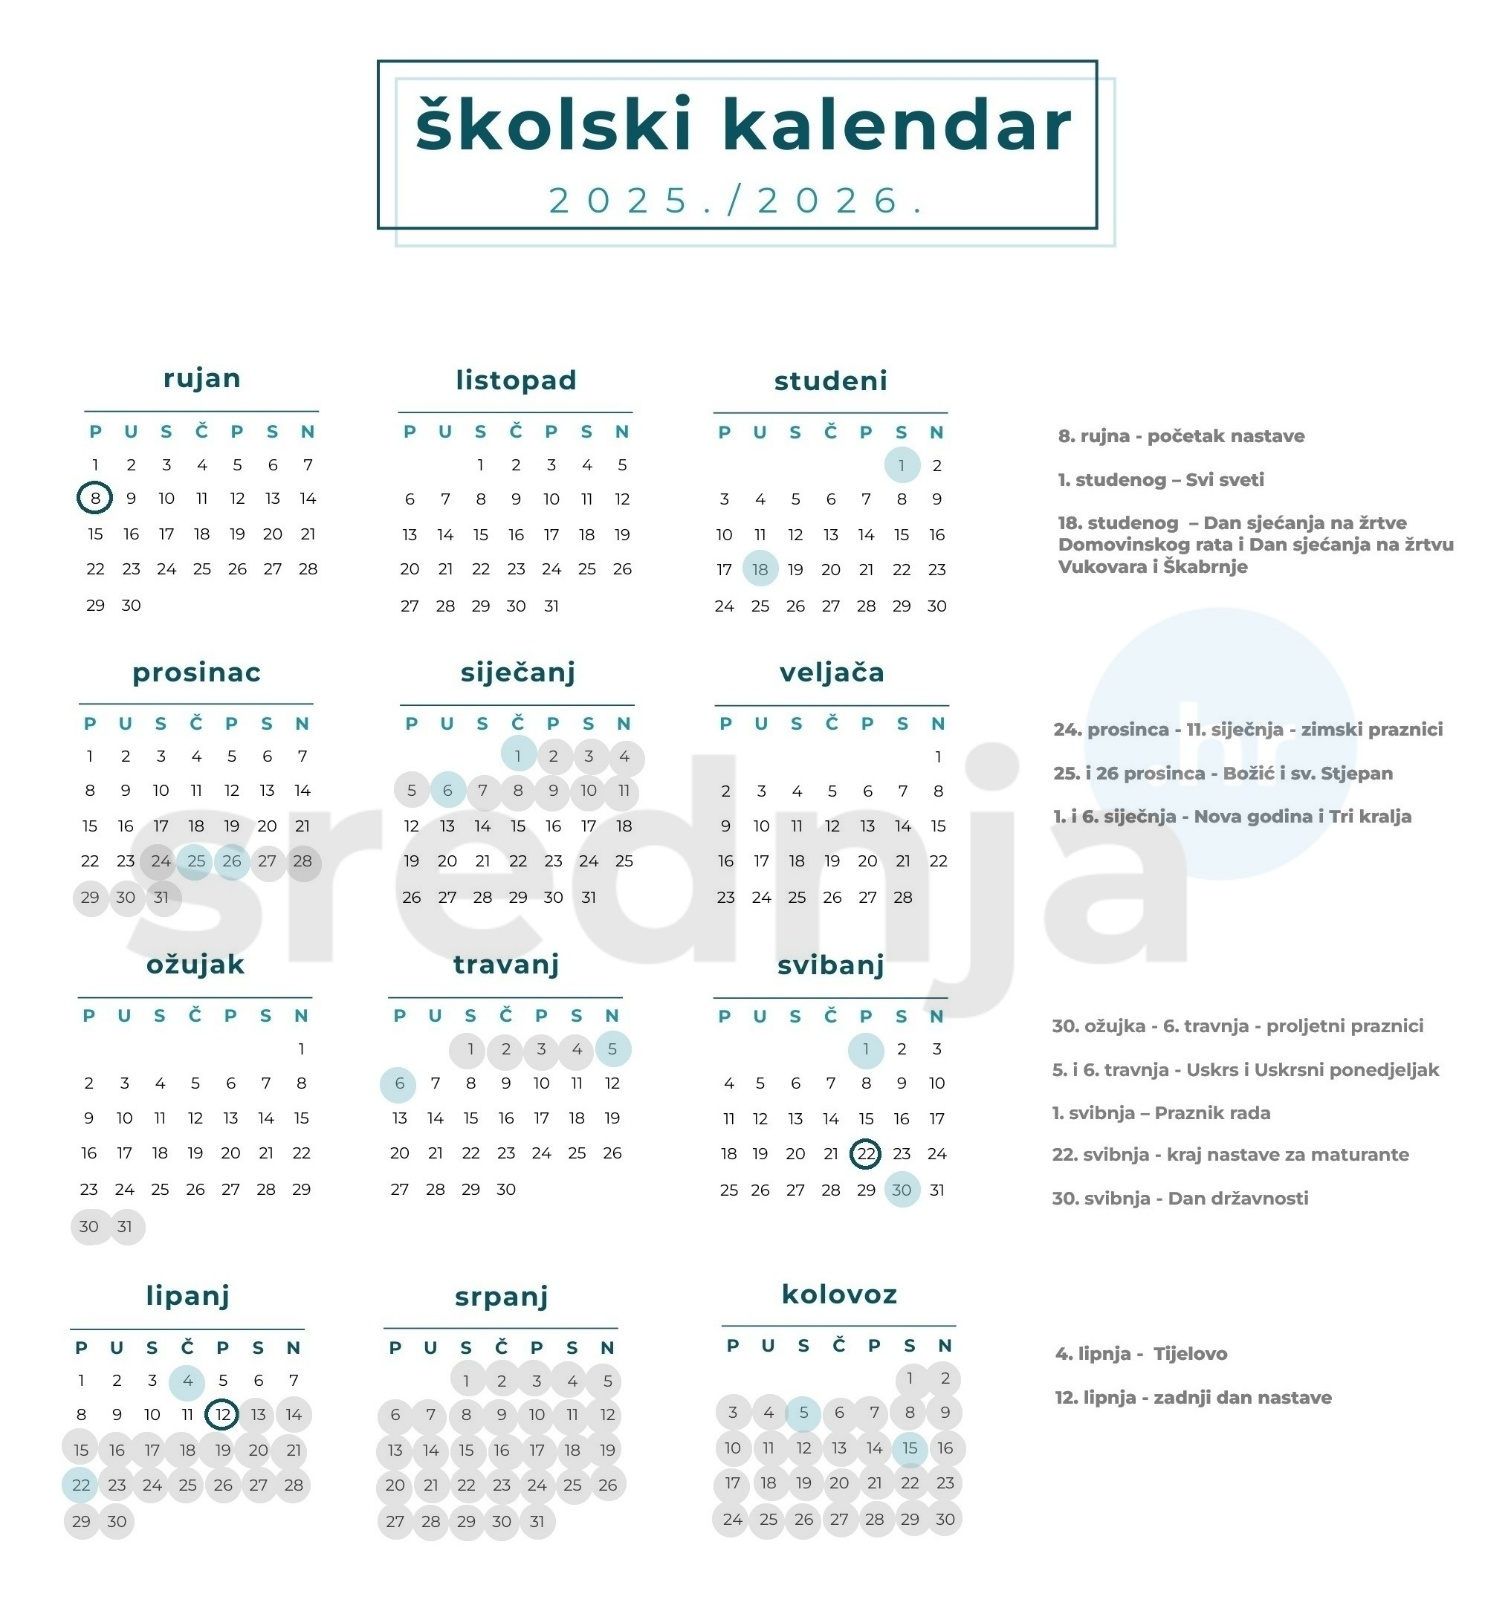 školski kalendar
2025./2026.
rujan
P U S Č P S N
1 2 3 4 5 6 7
8 9 10 11 12 13 14
15 16 17 18 19 20 21
22 23 24 25 26 27 28
29 30
listopad
P U S Č P S N
1 2 3 4 5
6 7 8 9 10 11 12
13 14 15 16 17 18 19
20 21 22 23 24 25 26
27 28 29 30 31
studeni
P U S Č P S N
1 2
3 4 5 6 7 8 9
10 11 12 13 14 15 16
17 18 19 20 21 22 23
24 25 26 27 28 29 30
8. rujna - početak nastave
1. studenog – Svi sveti
18. studenog – Dan sjećanja na žrtve
Domovinskog rata i Dan sjećanja na žrtvu
Vukovara i Škabrnje
prosinac
P U S Č P S N
1 2 3 4 5 6 7
8 9 10 11 12 13 14
15 16 17 18 19 20 21
22 23 24 25 26 27 28
29 30 31
siječanj
P U S Č P S N
1 2 3 4
5 6 7 8 9 10 11
12 13 14 15 16 17 18
19 20 21 22 23 24 25
26 27 28 29 30 31
veljača
P U S Č P S N
1
2 3 4 5 6 7 8
9 10 11 12 13 14 15
16 17 18 19 20 21 22
23 24 25 26 27 28
24. prosinca - 11. siječnja - zimski praznici
25. i 26 prosinca - Božić i sv. Stjepan
1. i 6. siječnja - Nova godina i Tri kralja
srednja
.hr
ožujak
P U S Č P S N
1
2 3 4 5 6 7 8
9 10 11 12 13 14 15
16 17 18 19 20 21 22
23 24 25 26 27 28 29
30 31
travanj
P U S Č P S N
1 2 3 4 5
6 7 8 9 10 11 12
13 14 15 16 17 18 19
20 21 22 23 24 25 26
27 28 29 30
svibanj
P U S Č P S N
1 2 3
4 5 6 7 8 9 10
11 12 13 14 15 16 17
18 19 20 21 22 23 24
25 26 27 28 29 30 31
30. ožujka - 6. travnja - proljetni praznici
5. i 6. travnja - Uskrs i Uskrsni ponedjeljak
1. svibnja – Praznik rada
22. svibnja - kraj nastave za maturante
30. svibnja - Dan državnosti
lipanj
P U S Č P S N
1 2 3 4 5 6 7
8 9 10 11 12 13 14
15 16 17 18 19 20 21
22 23 24 25 26 27 28
29 30
srpanj
P U S Č P S N
1 2 3 4 5
6 7 8 9 10 11 12
13 14 15 16 17 18 19
20 21 22 23 24 25 26
27 28 29 30 31
kolovoz
P U S Č P S N
1 2
3 4 5 6 7 8 9
10 11 12 13 14 15 16
17 18 19 20 21 22 23
24 25 26 27 28 29 30
4. lipnja - Tijelovo
12. lipnja - zadnji dan nastave